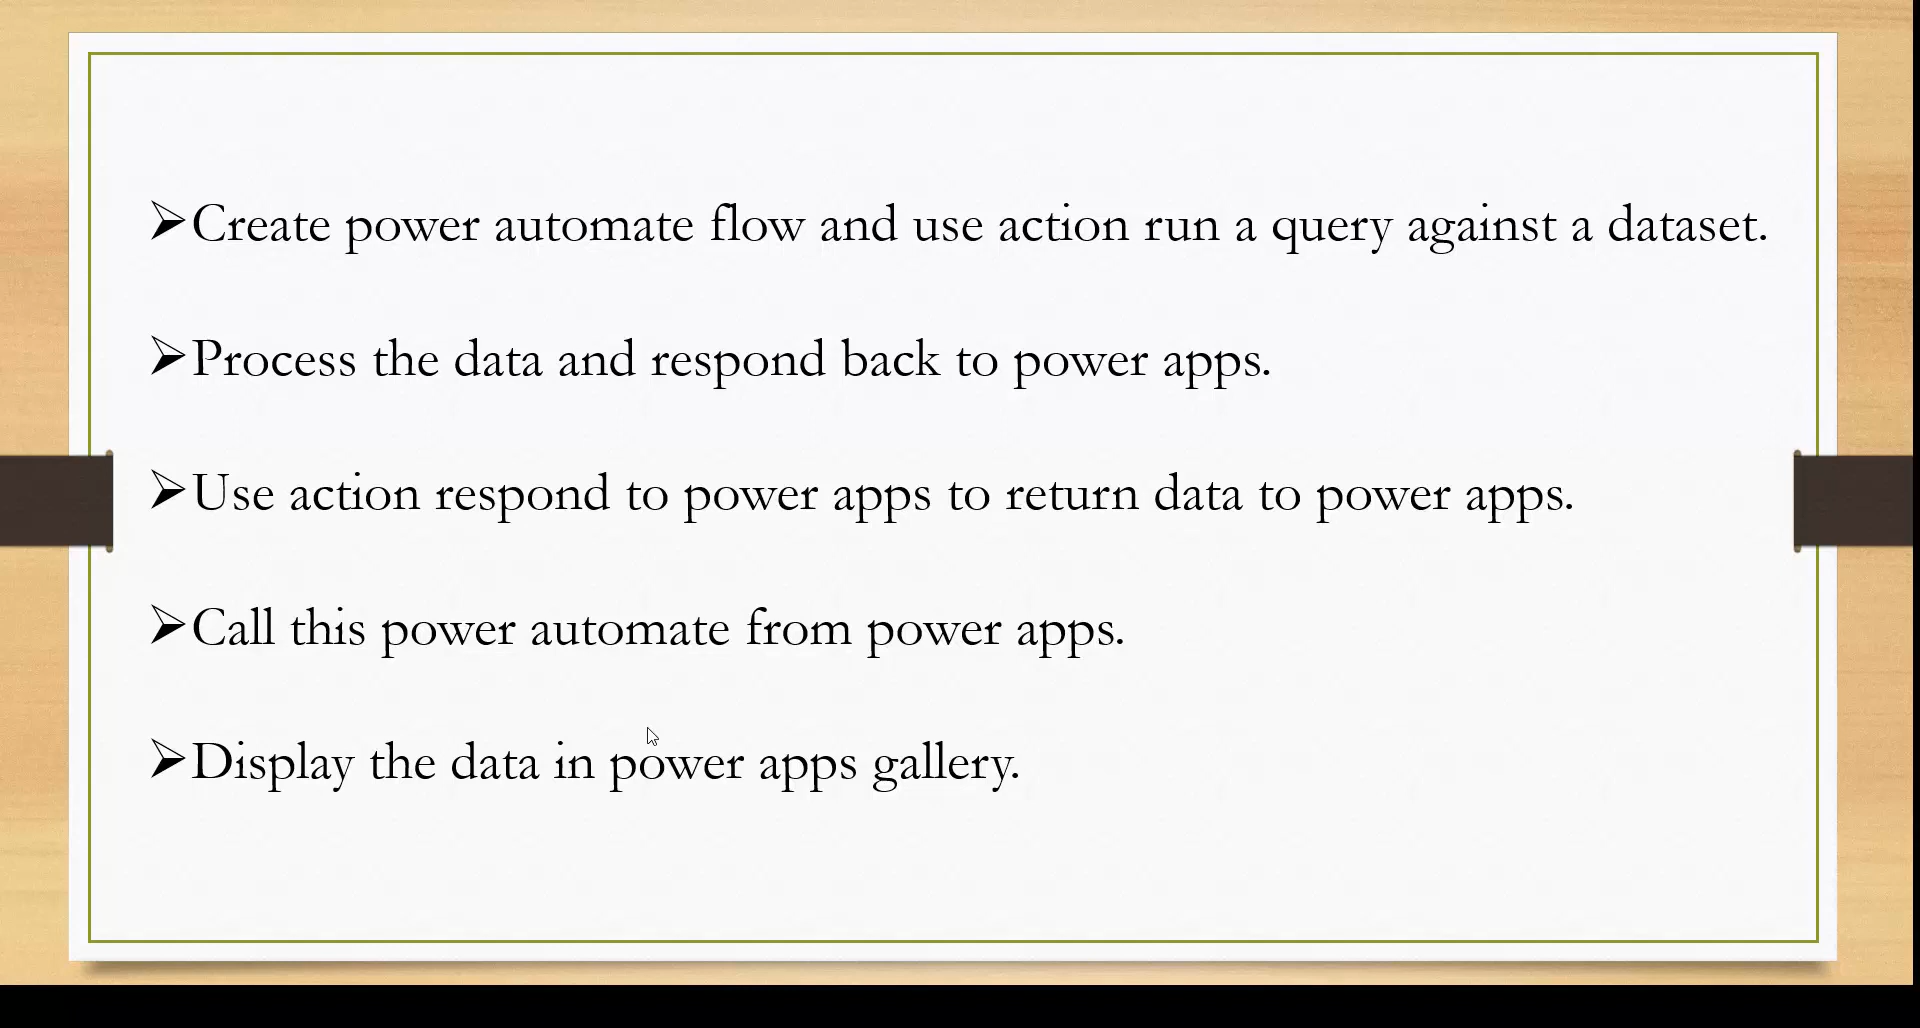 ➢Create power automate flow and use action run a query against a dataset.
➢Process the data and respond back to power apps.
➢Use action respond to power apps to return data to power apps.
➢Call this power automate from power apps.
➢Display the data in power apps gallery.